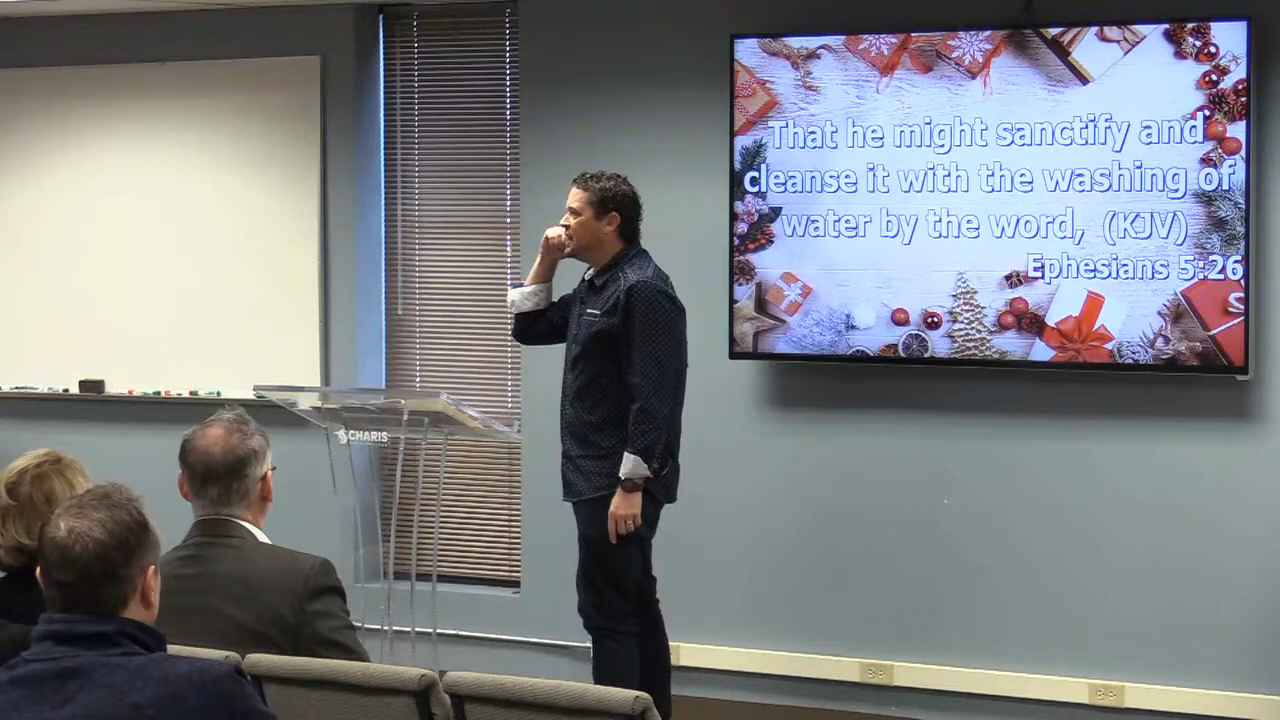 That he might sanctify and
cleanse it with the washing of
water by the word, (KJV)
Ephesians 5:26
CHARIS